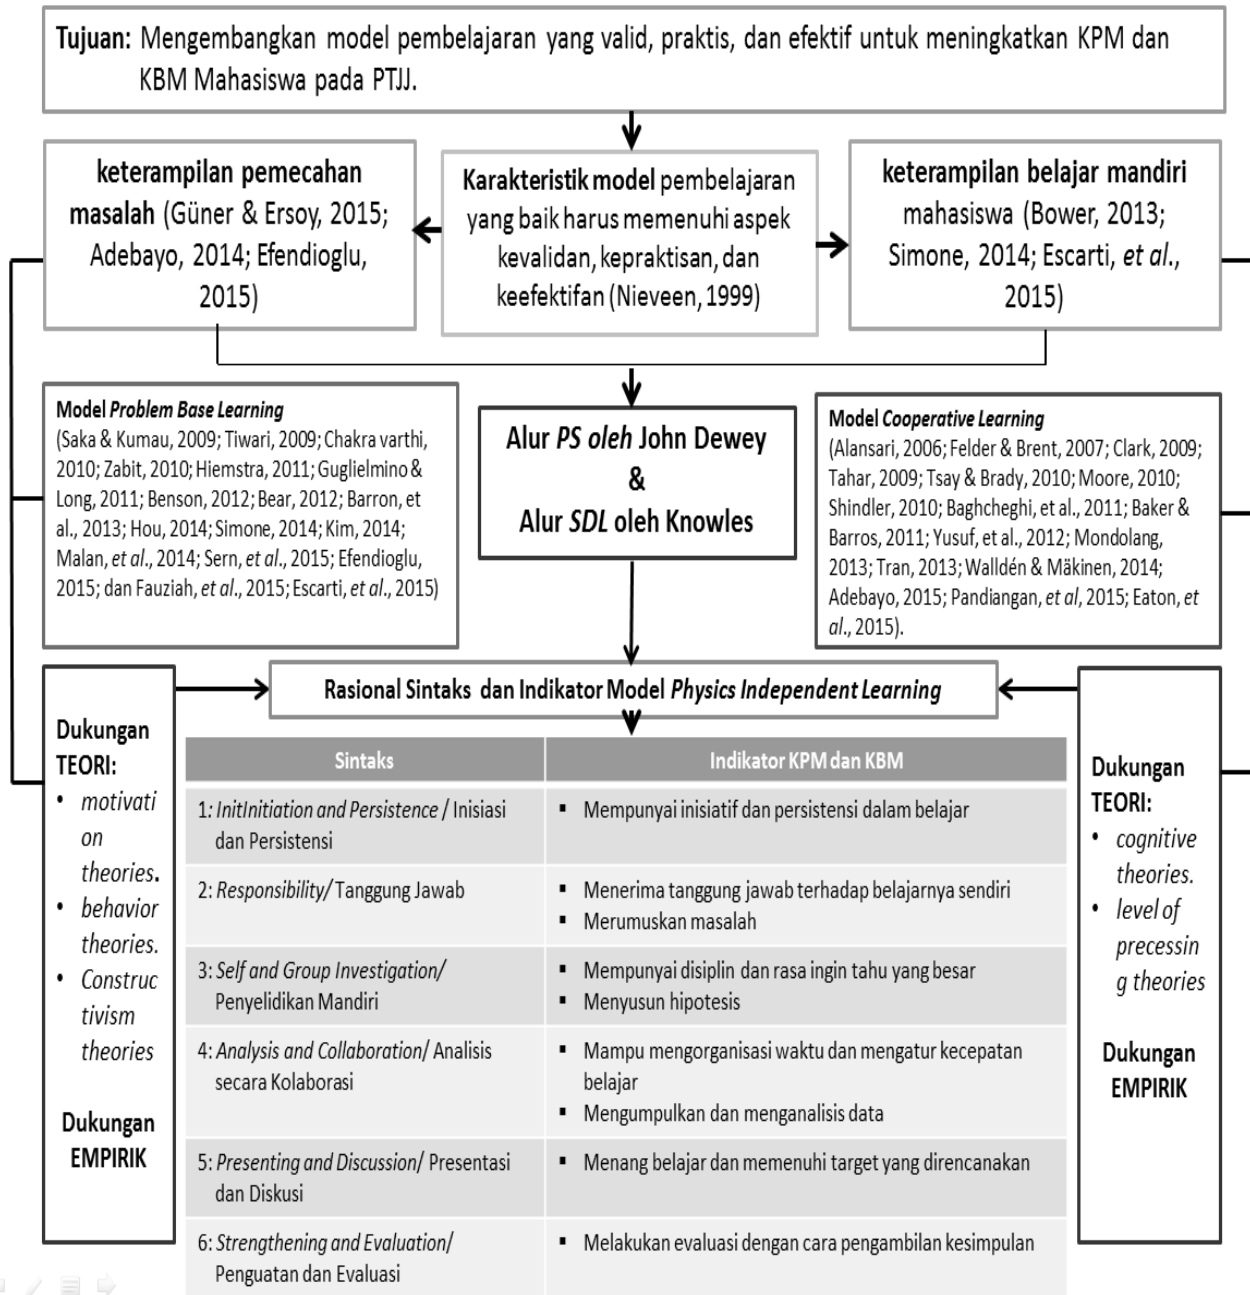 Tujuan: Mengembangkan model pembelajaran yang valid, praktis, dan efektif untuk meningkatkan KPM dan
KBM Mahasiswa pada PTJJ.
keterampilan pemecahan
masalah (Güner & Ersoy, 2015;
Adebayo, 2014; Efendioglu,
2015)
Karakteristik model pembelajaran
yang baik harus memenuhi aspek
kevalidan, kepraktisan, dan
keefektifan (Nieveen, 1999)
keterampilan belajar mandiri
mahasiswa (Bower, 2013;
Simone, 2014; Escarti, et al.,
2015)
Model Problem Base Learning
(Saka & Kumau, 2009; Tiwari, 2009; Chakra varthi,
2010; Zabit, 2010; Hiemstra, 2011; Guglielmino &
Long, 2011; Benson, 2012; Bear, 2012; Barron, et
al., 2013; Hou, 2014; Simone, 2014; Kim, 2014;
Malan, et al., 2014; Sern, et al., 2015; Efendioglu,
2015; dan Fauziah, et al., 2015; Escarti, et al., 2015)
Alur PS oleh John Dewey
&
Alur SDL oleh Knowles
Model Cooperative Learning
(Alansari, 2006; Felder & Brent, 2007; Clark, 2009;
Tahar, 2009; Tsay & Brady, 2010; Moore, 2010;
Shindler, 2010; Baghcheghi, et al., 2011; Baker &
Barros, 2011; Yusuf, et al., 2012; Mondolang,
2013; Tran, 2013; Walldén & Mäkinen, 2014;
Adebayo, 2015; Pandiangan, et al, 2015; Eaton, et
al., 2015).
Rasional Sintaks dan Indikator Model Physics Independent Learning
Dukungan
TEORI:
• motivati
on
theories.
• behavior
theories.
• Construc
tivism
theories
Dukungan
EMPIRIK
Sintaks
Indikator KPM dan KBM
1: InitInitiation and Persistence / Inisiasi
dan Persistensi
▪ Mempunyai inisiatif dan persistensi dalam belajar
2: Responsibility/ Tanggung Jawab
▪ Menerima tanggung jawab terhadap belajarnya sendiri
▪ Merumuskan masalah
3: Self and Group Investigation/
Penyelidikan Mandiri
▪ Mempunyai disiplin dan rasa ingin tahu yang besar
▪ Menyusun hipotesis
4: Analysis and Collaboration/ Analisis
secara Kolaborasi
▪ Mampu mengorganisasi waktu dan mengatur kecepatan
belajar
▪ Mengumpulkan dan menganalisis data
5: Presenting and Discussion/ Presentasi
dan Diskusi
▪ Menang belajar dan memenuhi target yang direncanakan
6: Strengthening and Evaluation/
Penguatan dan Evaluasi
▪ Melakukan evaluasi dengan cara pengambilan kesimpulan
Dukungan
TEORI:
• cognitive
theories.
• level of
precessin
g theories
Dukungan
EMPIRIK